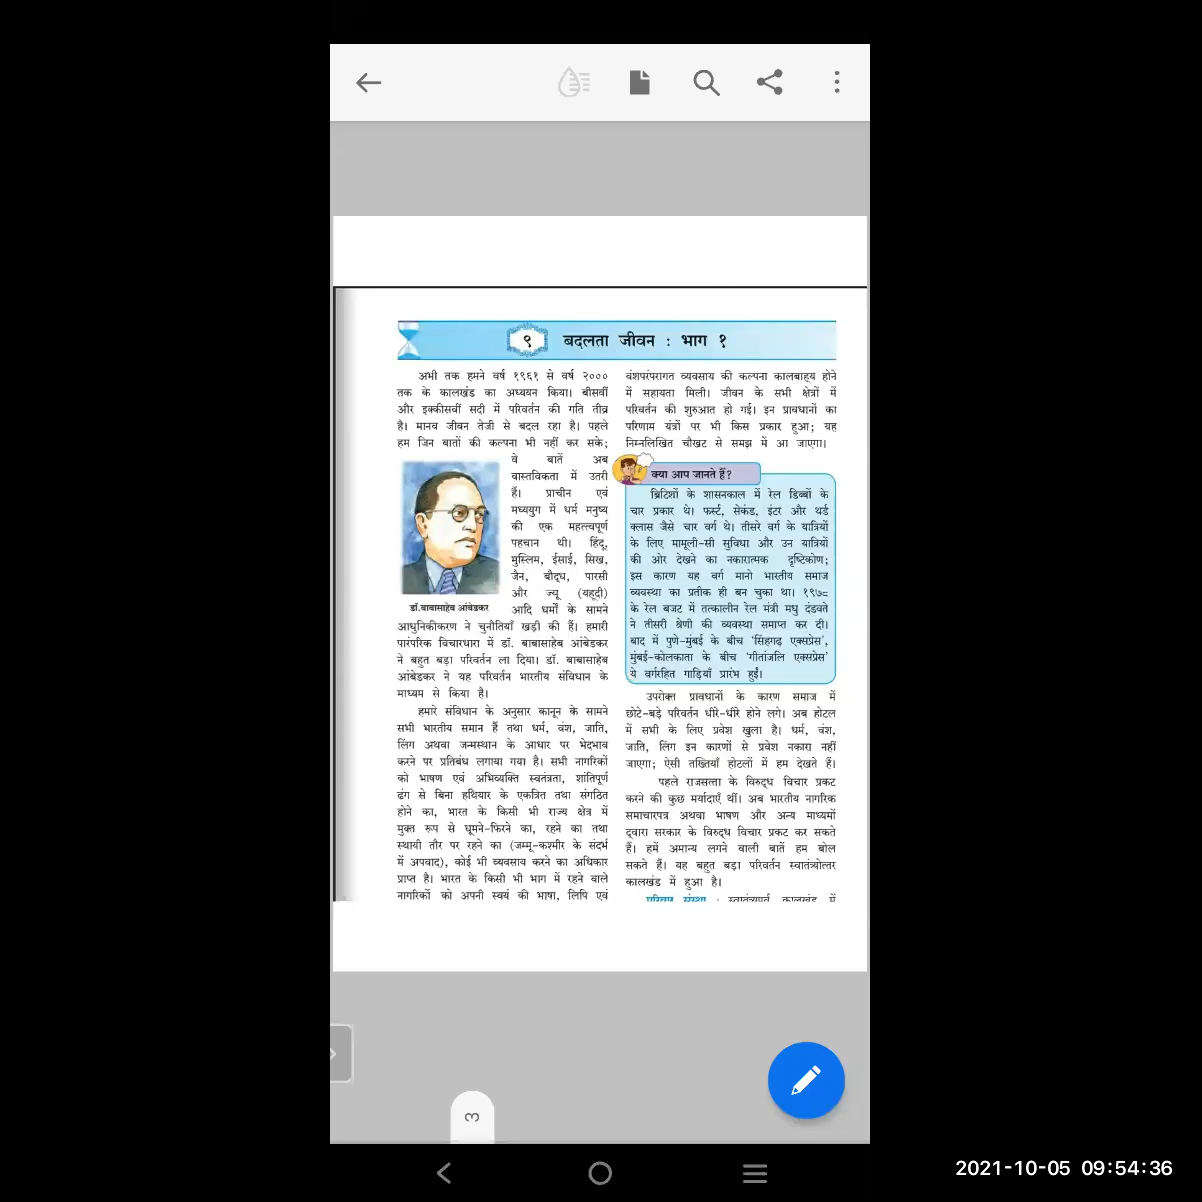 ९ बदलता जीवन : भाग १
अभी तक हमने वर्ष १९६१ से वर्ष २०००
तक के कालखंड का अध्ययन किया। बीसवीं
और इक्कीसवीं सदी में परिवर्तन की गति तीव्र
है। मानव जीवन तेजी से बदल रहा है। पहले
हम जिन बातों की कल्पना भी नहीं कर सके;
वे बातें अब
वास्तविकता में उतरी
हैं। प्राचीन एवं
मध्ययुग में धर्म मनुष्य
की एक महत्त्वपूर्ण
पहचान थी। हिंदू,
मुस्लिम, ईसाई, सिख,
जैन, बौद्ध, पारसी
और ज्यू (यहूदी)
डॉ.बाबासाहेब आंबेडकर
आदि धर्मों के सामने
आधुनिकीकरण ने चुनौतियाँ खड़ी की हैं। हमारी
पारंपरिक विचारधारा में डॉ. बाबासाहेब आंबेडकर
ने बहुत बड़ा परिवर्तन ला दिया। डॉ. बाबासाहेब
आंबेडकर ने यह परिवर्तन भारतीय संविधान के
माध्यम से किया है।
हमारे संविधान के अनुसार कानून के सामने
सभी भारतीय समान हैं तथा धर्म, वंश, जाति,
लिंग अथवा जन्मस्थान के आधार पर भेदभाव
करने पर प्रतिबंध लगाया गया है। सभी नागरिकों
को भाषण एवं अभिव्यक्ति स्वतंत्रता, शांतिपूर्ण
ढंग से बिना हथियार के एकत्रित तथा संगठित
होने का, भारत के किसी भी राज्य क्षेत्र में
मुक्त रूप से घूमने-फिरने का, रहने का तथा
स्थायी तौर पर रहने का (जम्मू-कश्मीर के संदर्भ
में अपवाद), कोई भी व्यवसाय करने का अधिकार
प्राप्त है। भारत के किसी भी भाग में रहने वाले
नागरिकों को अपनी स्वयं की भाषा, लिपि एवं
वंशपरंपरागत व्यवसाय की कल्पना कालबाह्य होने
में सहायता मिली। जीवन के सभी क्षेत्रों में
परिवर्तन की शुरुआत हो गई। इन प्रावधानों का
परिणाम यंत्रों पर भी किस प्रकार हुआ; यह
निम्नलिखित चौखट से समझ में आ जाएगा।
क्या आप जानते हैं?
ब्रिटिशों के शासनकाल में रेल डिब्बों के
चार प्रकार थे। फर्स्ट, सेकंड, इंटर और थर्ड
क्लास जैसे चार वर्ग थे। तीसरे वर्ग के यात्रियों
के लिए मामूली-सी सुविधा और उन यात्रियों
की ओर देखने का नकारात्मक दृष्टिकोण;
इस कारण यह वर्ग मानो भारतीय समाज
व्यवस्था का प्रतीक ही बन चुका था। १९७८
के रेल बजट में तत्कालीन रेल मंत्री मधु दंडवते
ने तीसरी श्रेणी की व्यवस्था समाप्त कर दी।
बाद में पुणे-मुंबई के बीच ‘सिंहगढ़ एक्सप्रेस’,
मुंबई-कोलकाता के बीच ‘गीतांजलि एक्सप्रेस’
ये वर्गरहित गाड़ियाँ प्रारंभ हुईं।
उपरोक्त प्रावधानों के कारण समाज में
छोटे-बड़े परिवर्तन धीरे-धीरे होने लगे। अब होटल
में सभी के लिए प्रवेश खुला है। धर्म, वंश,
जाति, लिंग इन कारणों से प्रवेश नकारा नहीं
जाएगा; ऐसी तख्तियाँ होटलों में हम देखते हैं।
पहले राजसत्ता के विरुद्ध विचार प्रकट
करने की कुछ मर्यादाएँ थीं। अब भारतीय नागरिक
समाचारपत्र अथवा भाषण और अन्य माध्यमों
द्वारा सरकार के विरुद्ध विचार प्रकट कर सकते
हैं। हमें अमान्य लगने वाली बातें हम बोल
सकते हैं। यह बहुत बड़ा परिवर्तन स्वातंत्र्योत्तर
कालखंड में हुआ है।
परिवार संस्था : स्वातंत्र्यपूर्व कालखंड में
3
2021-10-05 09:54:36